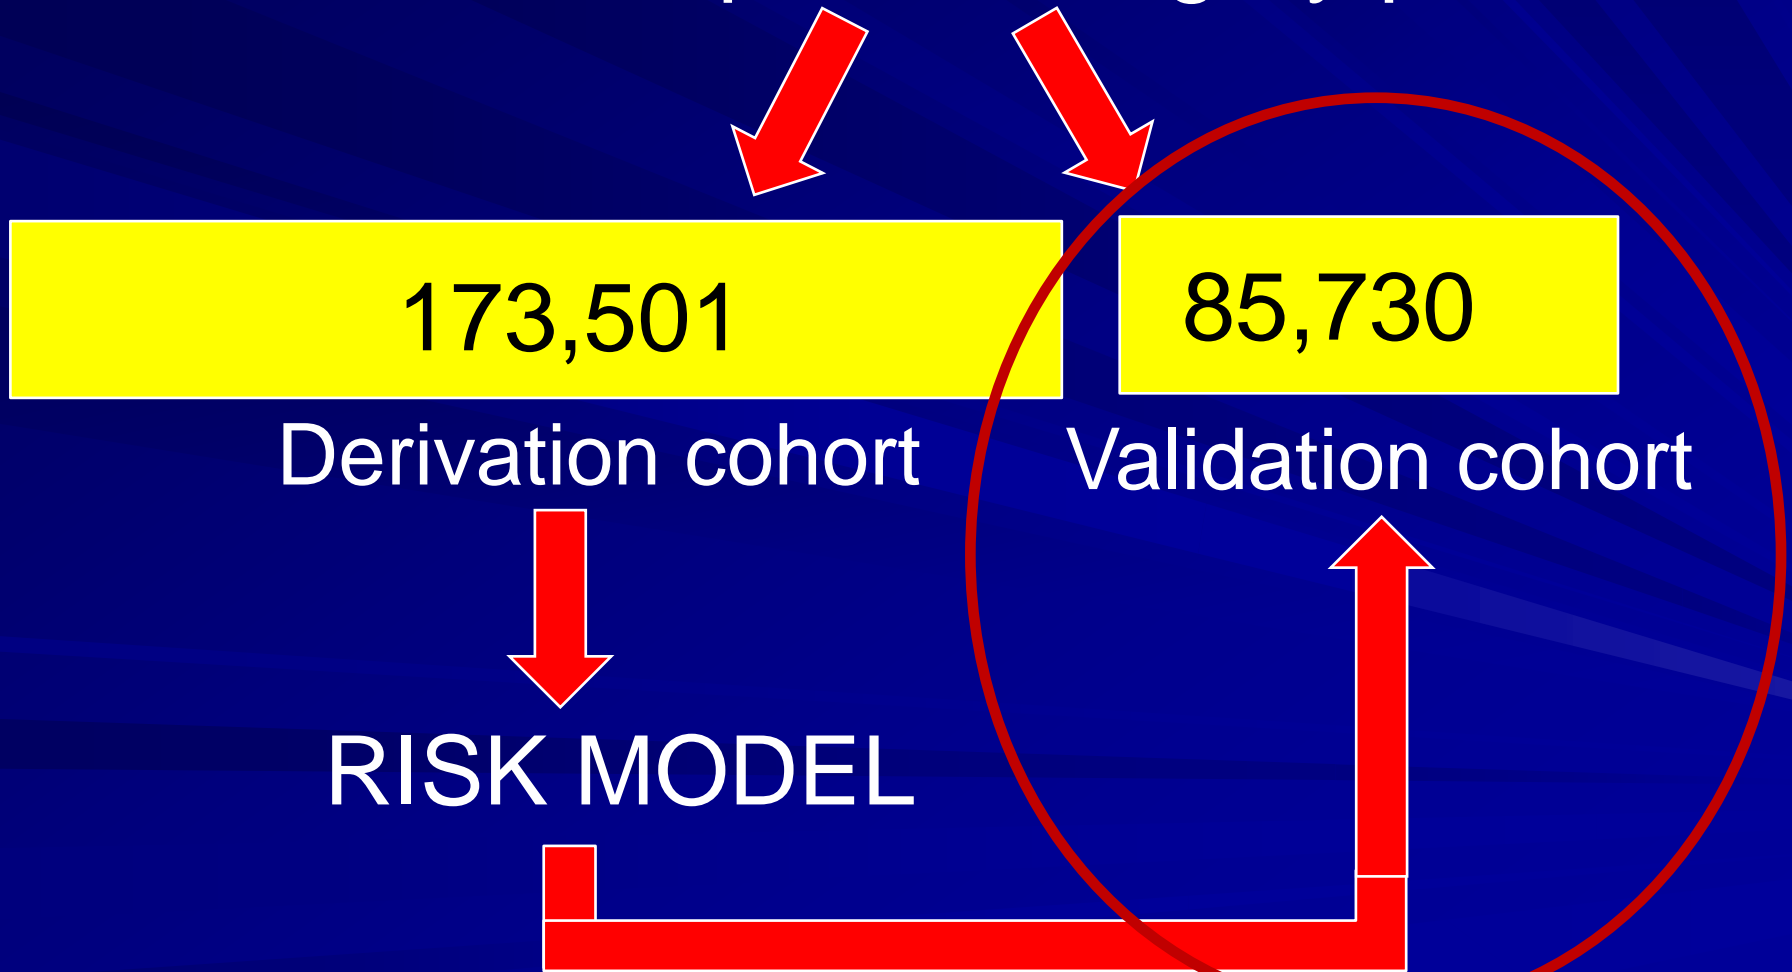 173,501
85,730
Derivation cohort
Validation cohort
RISK MODEL